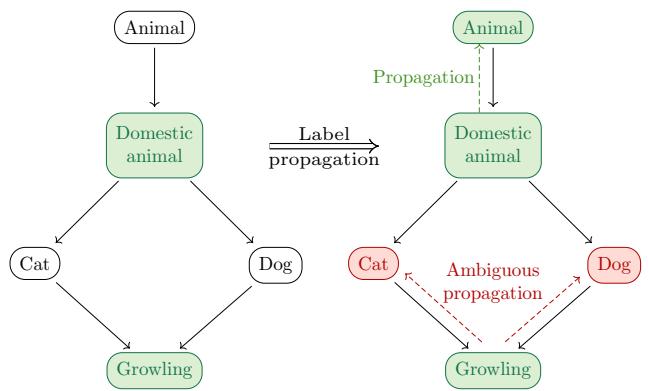 Animal
Domestic
animal
Cat
Dog
Growling
Label
propagation
Animal
Propagation
Domestic
animal
Cat
Ambiguous
propagation
Dog
Growling